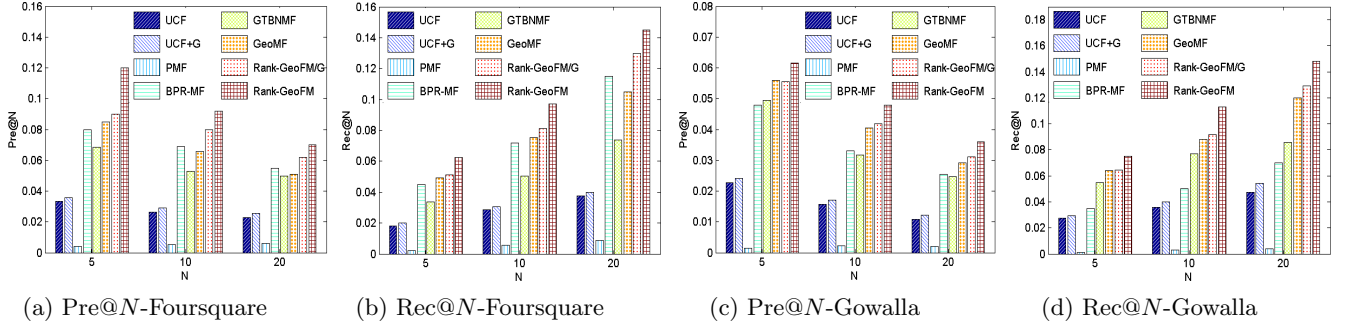 0.16
0.14
0.12
0.1
0.08
0.06
0.04
0.02
0
Pre@N
UCF
UCF+G
PMF
BPR-MF
GTBNMF
GeoMF
Rank-GeoFM/G
Rank-GeoFM
5 10 20
N
(a) Pre@N-Foursquare
0.16
0.14
0.12
0.1
0.08
0.06
0.04
0.02
0
Rec@N
UCF
UCF+G
PMF
BPR-MF
GTBNMF
GeoMF
Rank-GeoFM/G
Rank-GeoFM
5 10 20
N
(b) Rec@N-Foursquare
0.08
0.07
0.06
0.05
0.04
0.03
0.02
0.01
0
Pre@N
UCF
UCF+G
PMF
BPR-MF
GTBNMF
GeoMF
Rank-GeoFM/G
Rank-GeoFM
5 10 20
N
(c) Pre@N-Gowalla
0.18
0.16
0.14
0.12
0.10
0.08
0.06
0.04
0.02
0
Rec@N
UCF
UCF+G
PMF
BPR-MF
GTBNMF
GeoMF
Rank-GeoFM/G
Rank-GeoFM
5 10 20
N
(d) Rec@N-Gowalla